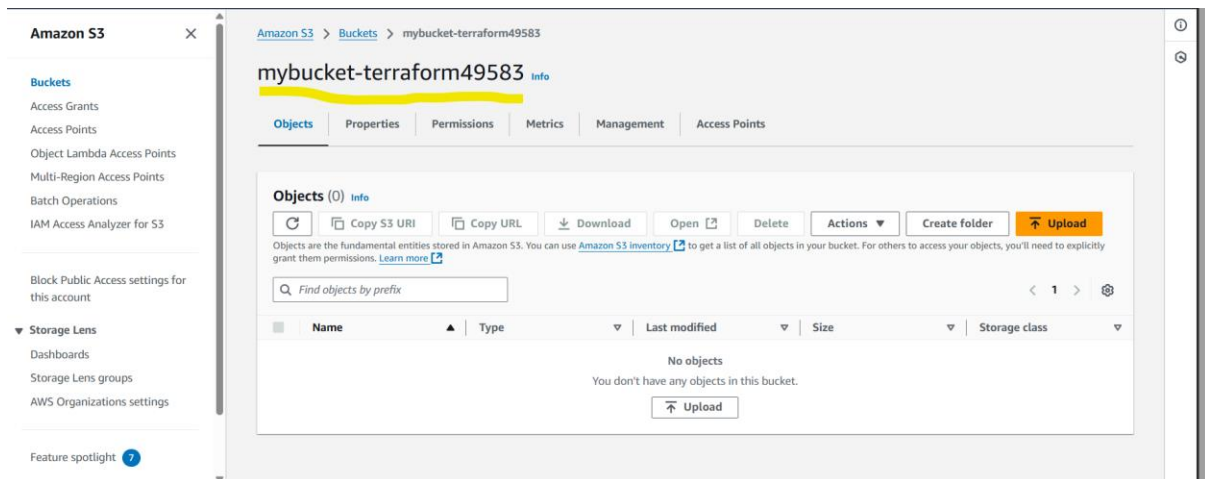 Amazon S3
Buckets
Access Grants
Access Points
Object Lambda Access Points
Multi-Region Access Points
Batch Operations
IAM Access Analyzer for S3
Block Public Access settings for
this account
Storage Lens
Dashboards
Storage Lens groups
AWS Organizations settings
Feature spotlight 7
Amazon S3 > Buckets > mybucket-terraform49583
mybucket-terraform49583 Info
Objects Properties Permissions Metrics Management Access Points
Objects (0) Info
Copy S3 URI Copy URL Download Open Delete Actions Create folder Upload
Objects are the fundamental entities stored in Amazon S3. You can use Amazon S3 inventory to get a list of all objects in your bucket. For others to access your objects, you'll need to explicitly
grant them permissions. Learn more
Find objects by prefix
< 1 >
Name Type Last modified Size Storage class
No objects
You don't have any objects in this bucket.
Upload